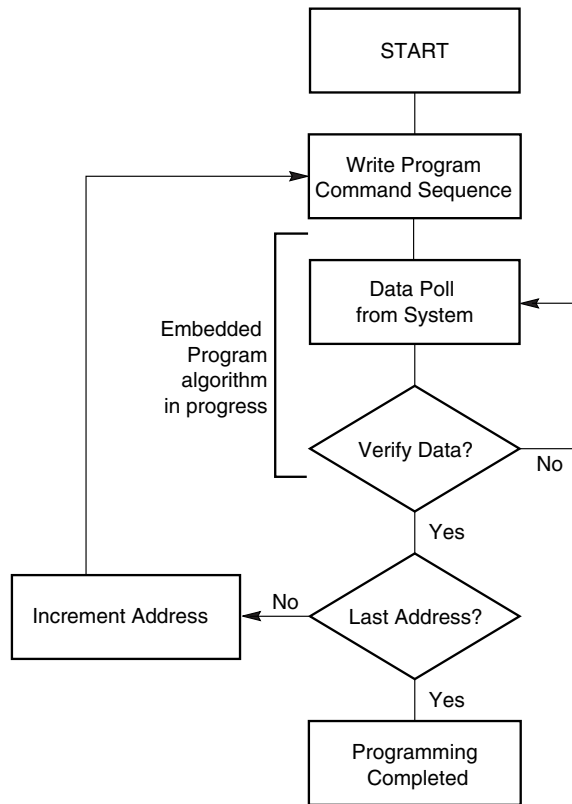 START
Write Program
Command Sequence
Data Poll
from System
Embedded
Program
algorithm
in progress
Verify Data?
No
Yes
Last Address?
No
Increment Address
Yes
Programming
Completed